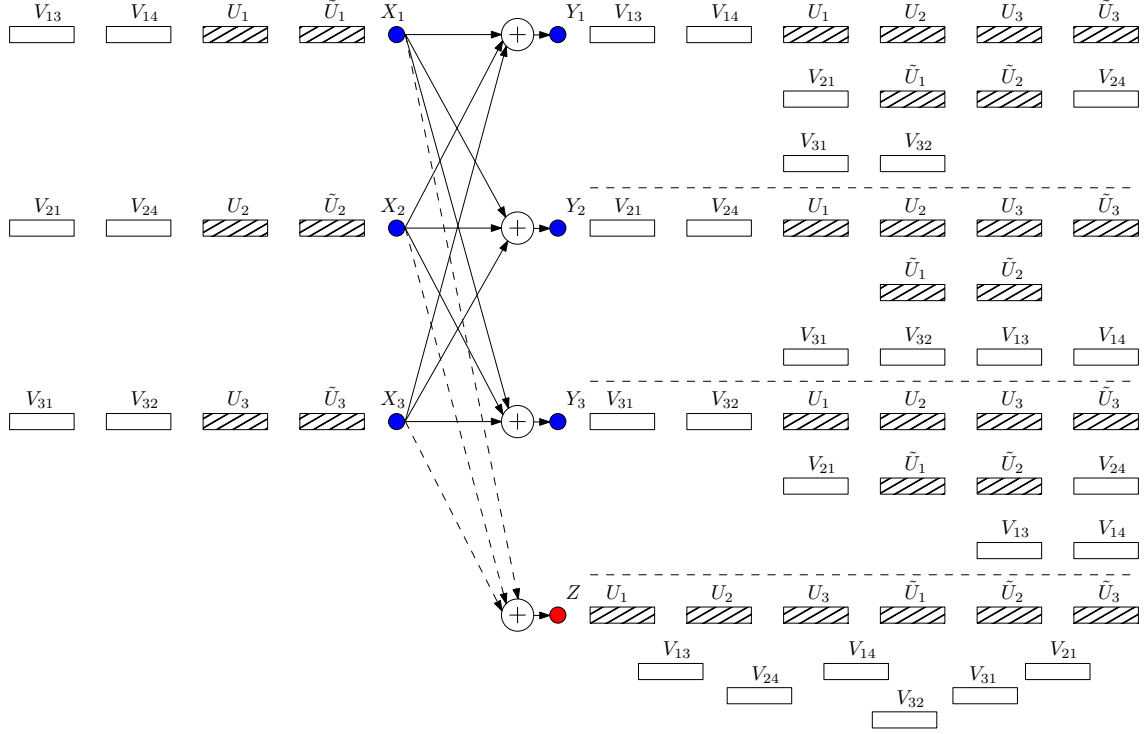 V₁₃ V₁₄ U₁ Ũ₁ X₁ + Y₁ V₁₃ V₁₄ U₁ U₂ U₃ Ũ₃
V₂₁ Ũ₁ Ũ₂ V₂₄
V₃₁ V₃₂
V₂₁ V₂₄ U₂ Ũ₂ X₂ + Y₂ V₂₁ V₂₄ U₁ U₂ U₃ Ũ₃
Ũ₁ Ũ₂
V₃₁ V₃₂ V₁₃ V₁₄
V₃₁ V₃₂ U₃ Ũ₃ X₃ + Y₃ V₃₁ V₃₂ U₁ U₂ U₃ Ũ₃
V₂₁ Ũ₁ Ũ₂ V₂₄
V₁₃ V₁₄
+ Z U₁ U₂ U₃ Ũ₁ Ũ₂ Ũ₃
V₁₃ V₁₄ V₂₁
V₂₄ V₃₁
V₃₂